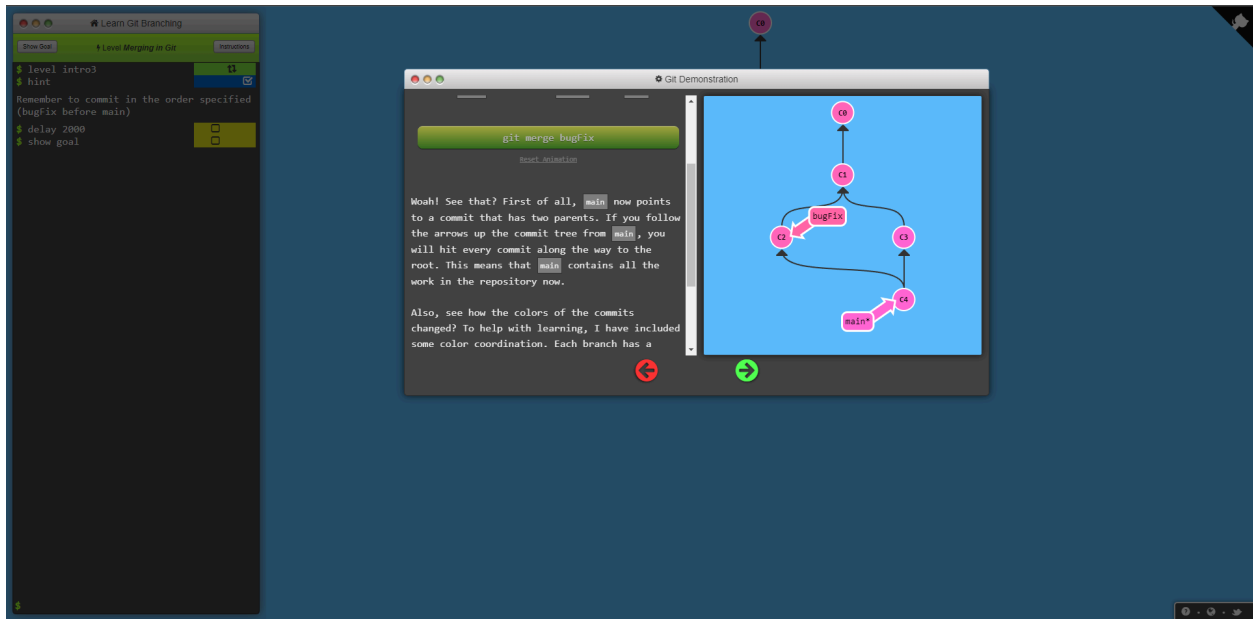 Learn Git Branching
Show Goal
Level Merging in Git
Instructions
$ level intro3
$ hint
Remember to commit in the order specified
(bugFix before main)
$ delay 2000
$ show goal
$
C0
Git Demonstration
git merge bugFix
Reset Animation
Woah! See that? First of all, main now points
to a commit that has two parents. If you follow
the arrows up the commit tree from main, you
will hit every commit along the way to the
root. This means that main contains all the
work in the repository now.
Also, see how the colors of the commits
changed? To help with learning, I have included
some color coordination. Each branch has a
C0
C1
bugFix
C2
C3
C4
main*